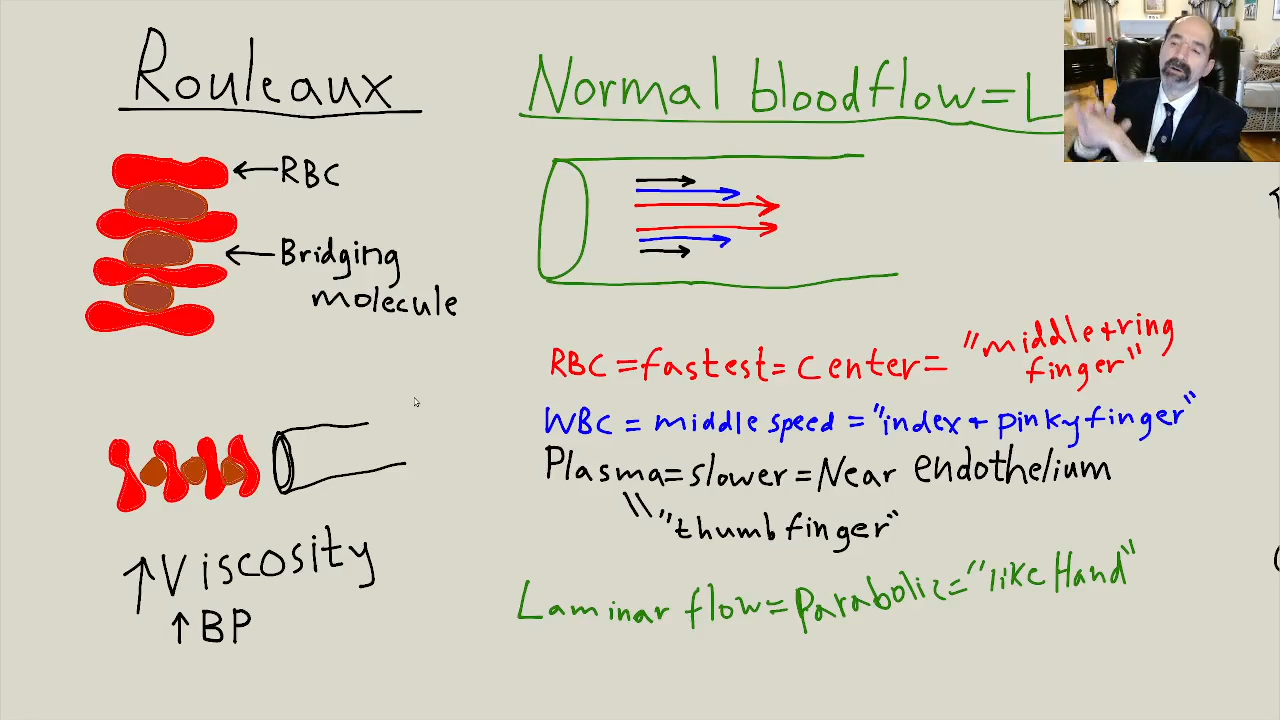 Rouleaux
←RBC
←Bridging
molecule
↑Viscosity
↑BP
Normal bloodflow=L
RBC=fastest=center="middle+ring
finger"
WBC = middle speed ="index + pinky finger"
Plasma=slower=Near endothelium
\\ "thumb finger"
Laminar flow=Parabolic="like Hand"